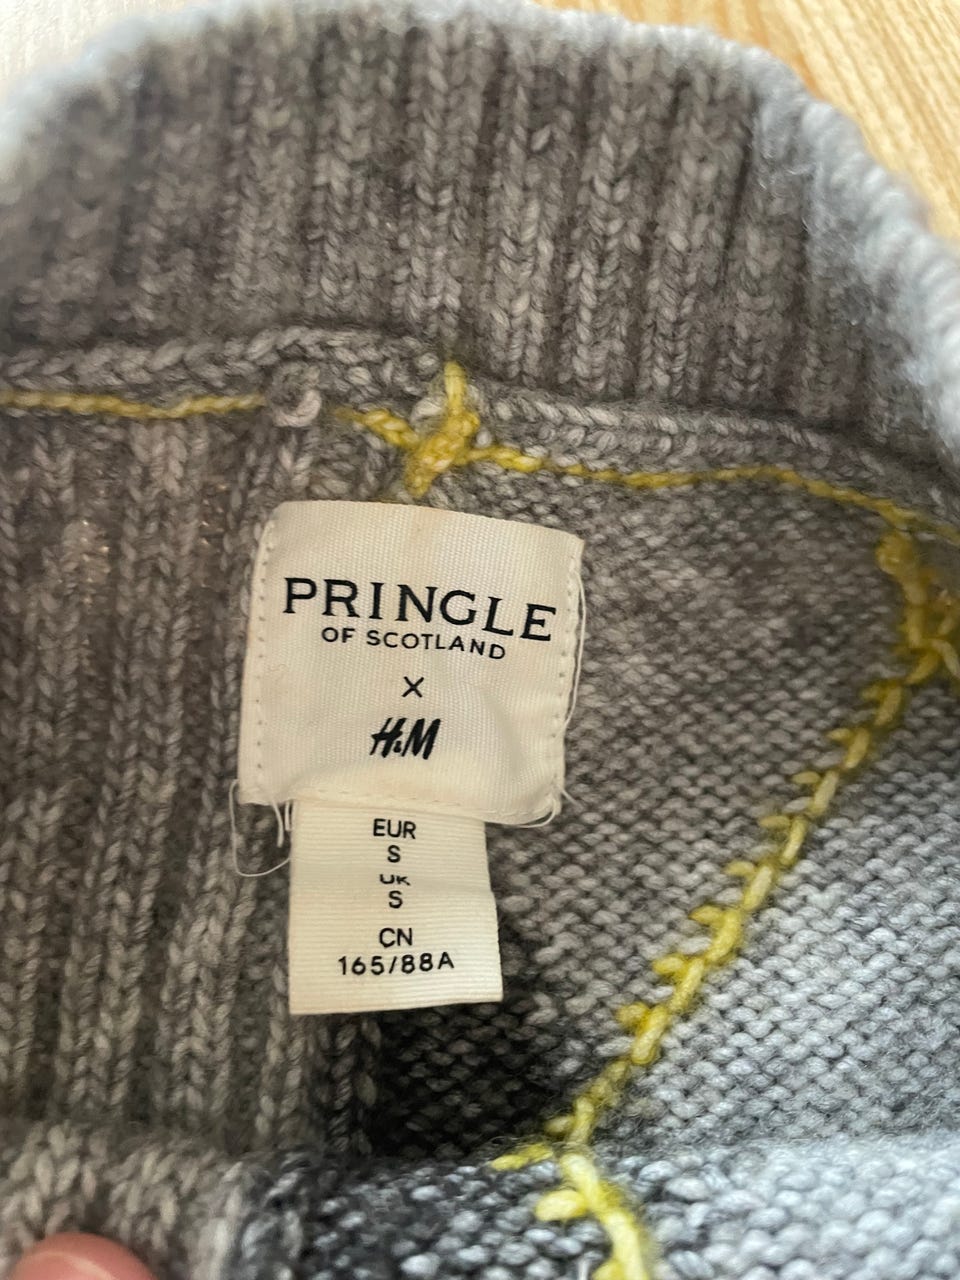 PRINGLE
OF SCOTLAND
X
H&M
EUR
S
UK
S
CN
165/88A